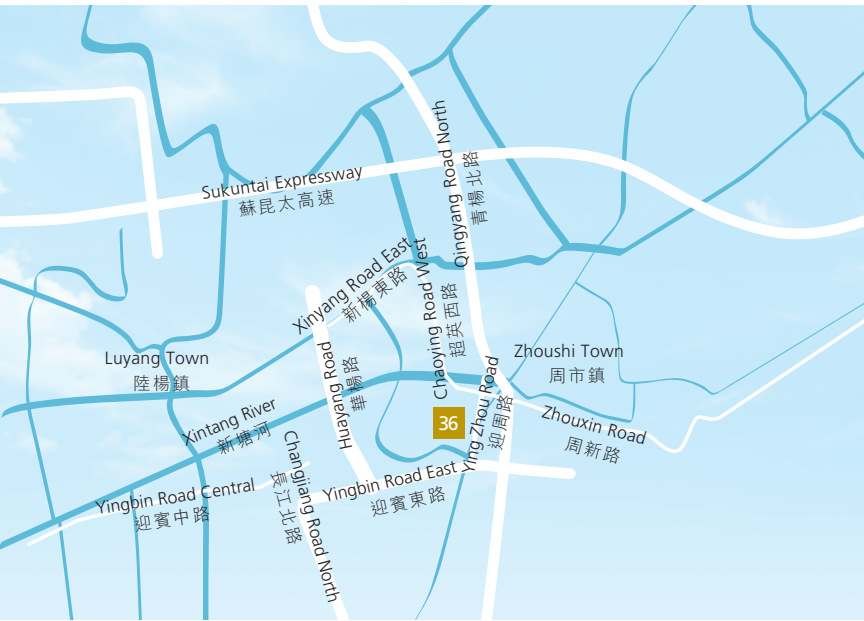 Sukuntai Expressway
蘇昆太高速
Qingyang Road North
青楊北路
Xinyang Road East
新楊東路
Chaoying Road West
超英西路
Luyang Town
陸楊鎮
Huayang Road
華楊路
Zhoushi Town
周市鎮
Ying Zhou Road
迎周路
Xintang River
新塘河
36
Zhouxin Road
周新路
Changjiang Road North
長江北路
Yingbin Road Central
迎賓中路
Yingbin Road East
迎賓東路